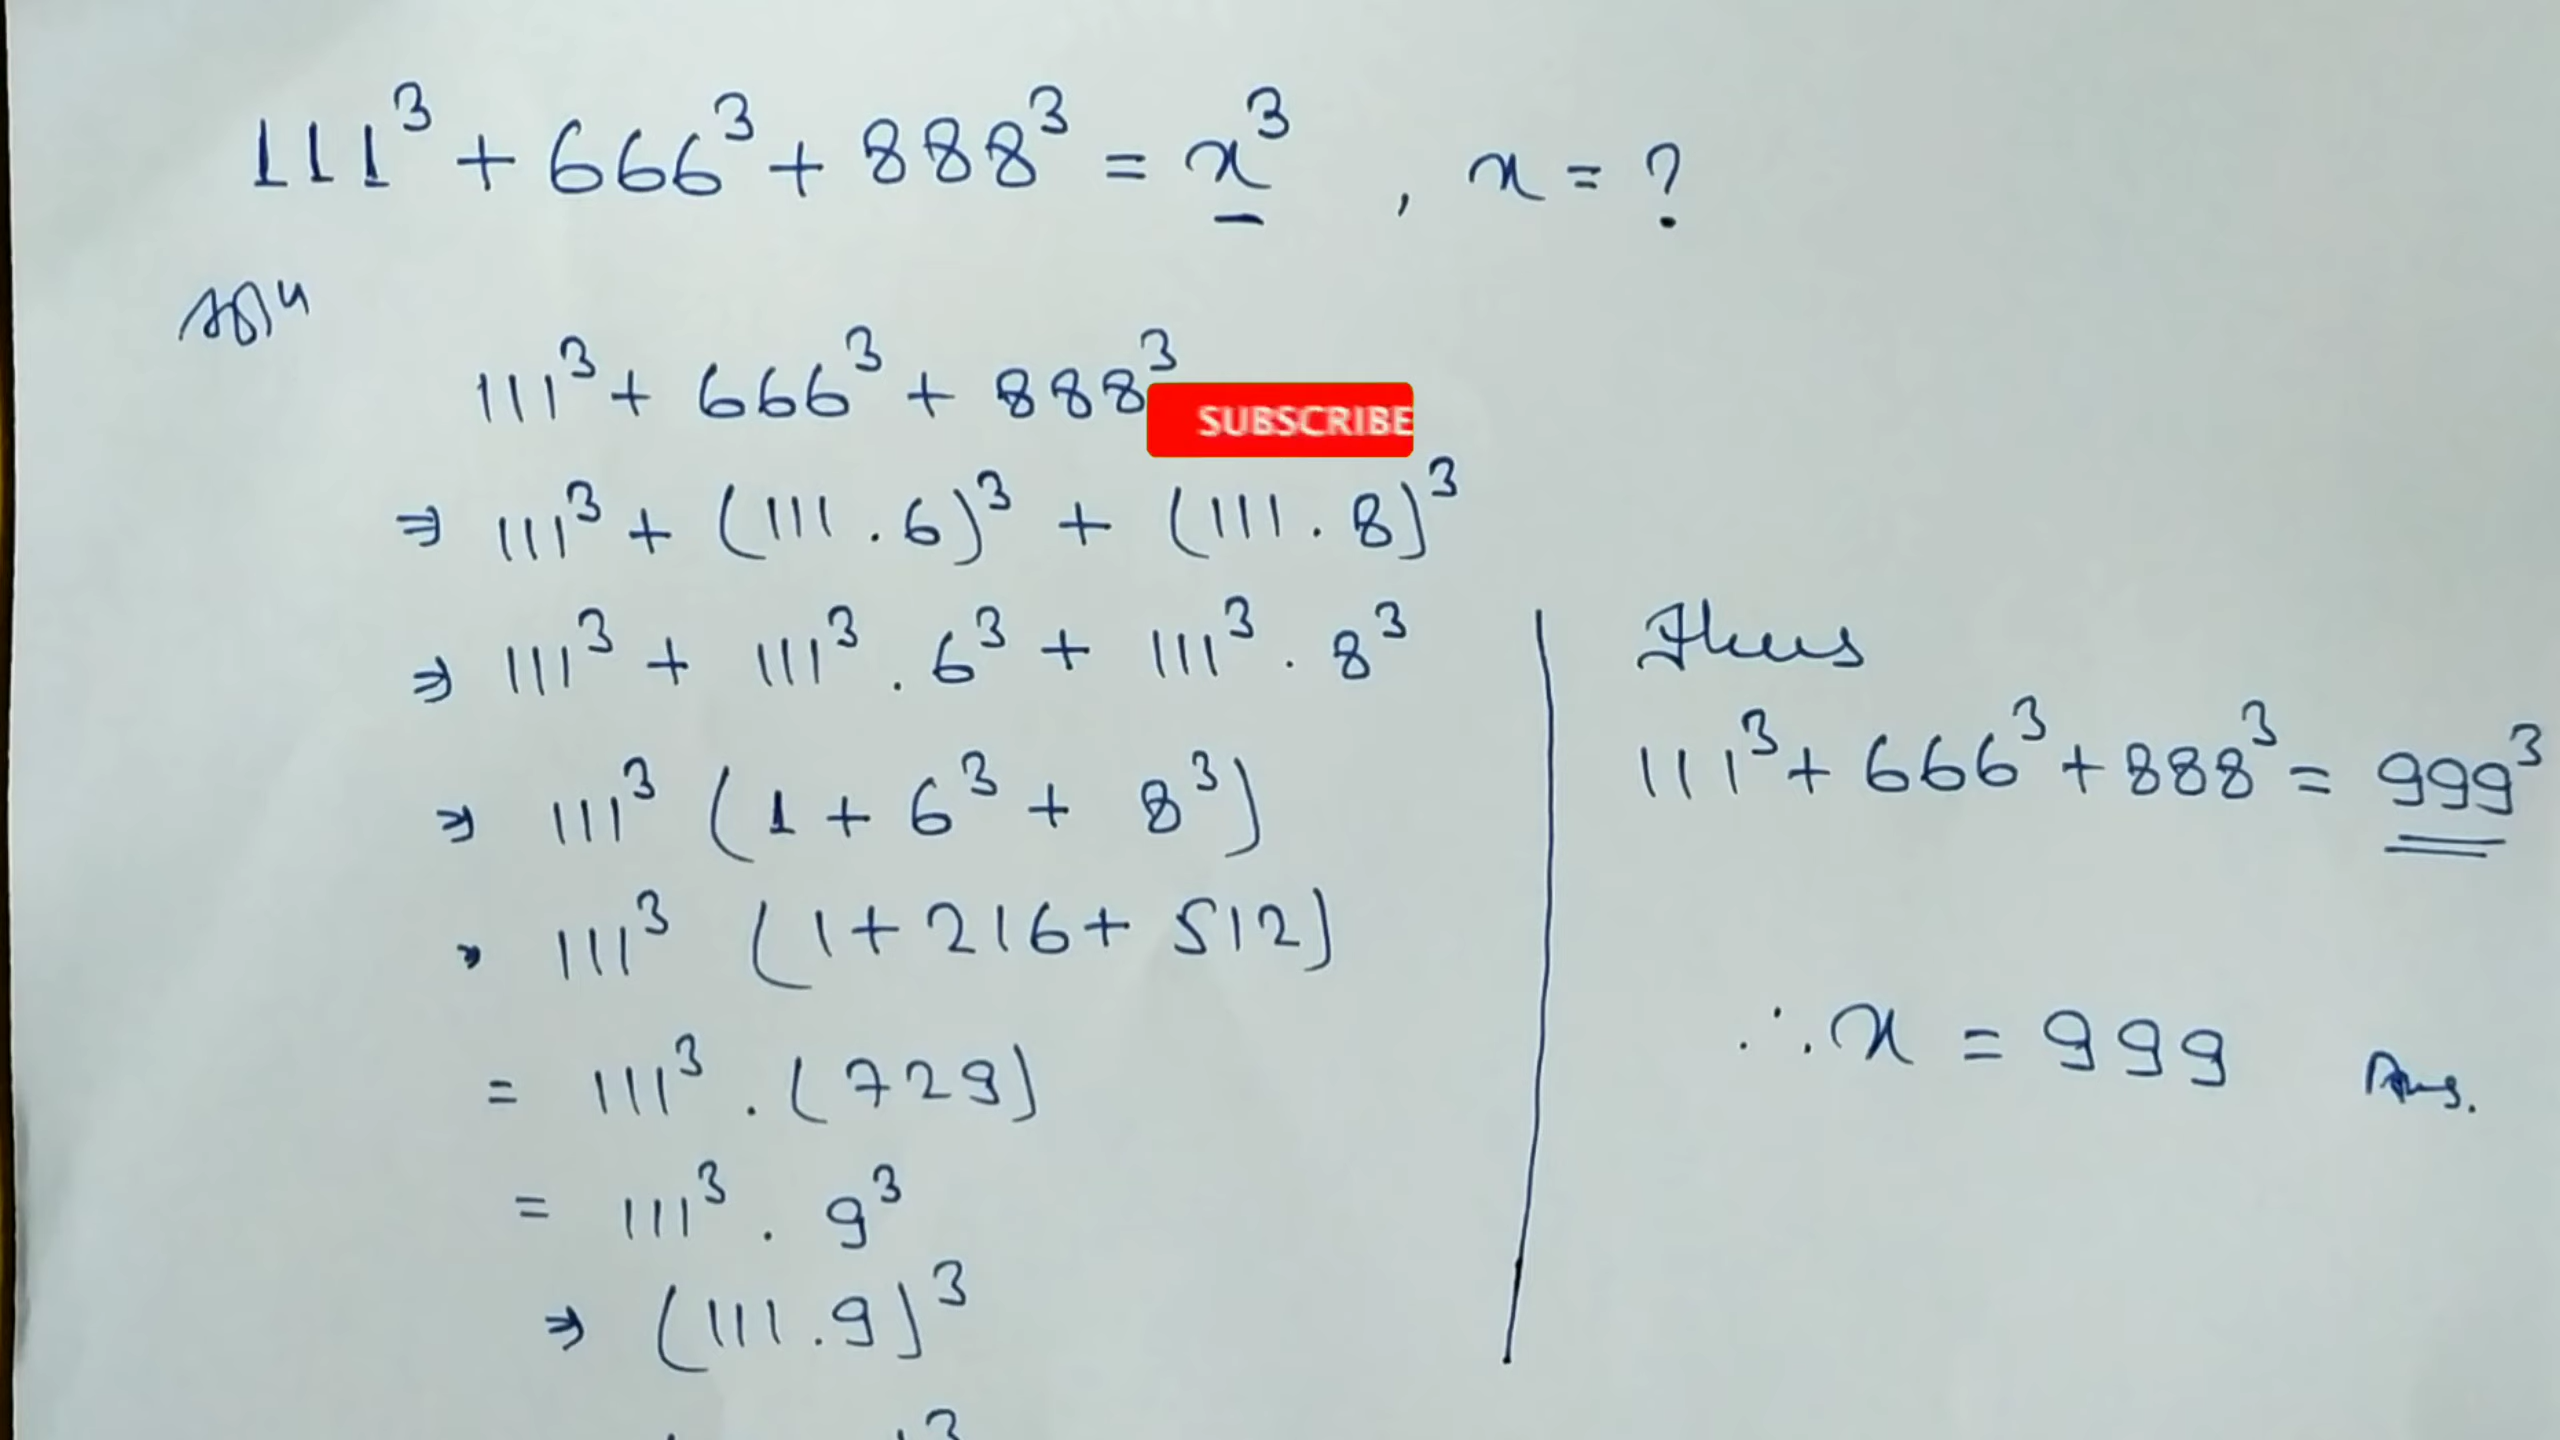 111³ + 666³ + 888³ = x³ , x = ?
Solⁿ
111³ + 666³ + 888³
SUBSCRIBE
⇒ 111³ + (111 . 6)³ + (111 . 8)³
⇒ 111³ + 111³ . 6³ + 111³ . 8³
⇒ 111³ (1 + 6³ + 8³)
⇒ 111³ (1 + 216 + 512)
= 111³ . (729)
= 111³ . 9³
⇒ (111 . 9)³
Thus
111³ + 666³ + 888³ = 999³
∴ x = 999 Ans.